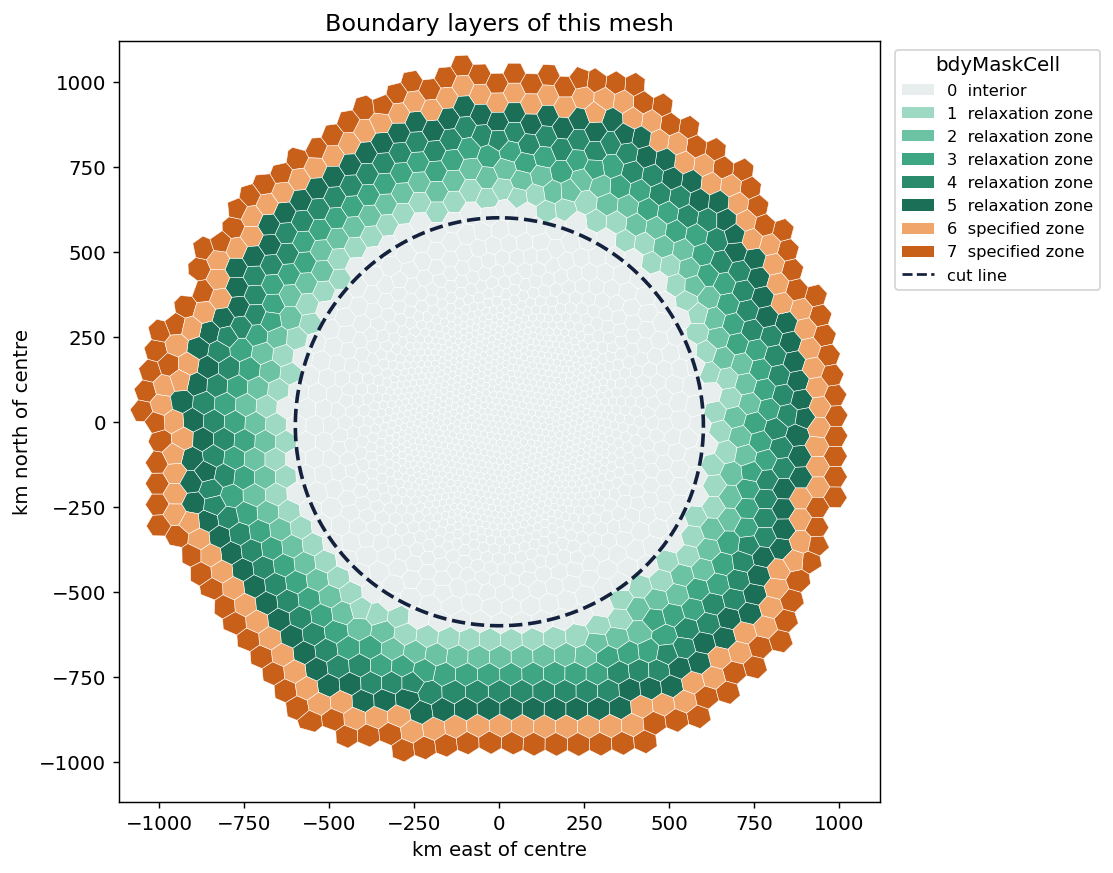 Boundary layers of this mesh
1000
750
500
250
0
−250
−500
−750
−1000
km north of centre
−1000
−750
−500
−250
0
250
500
750
1000
km east of centre
bdyMaskCell
0 interior
1 relaxation zone
2 relaxation zone
3 relaxation zone
4 relaxation zone
5 relaxation zone
6 specified zone
7 specified zone
cut line